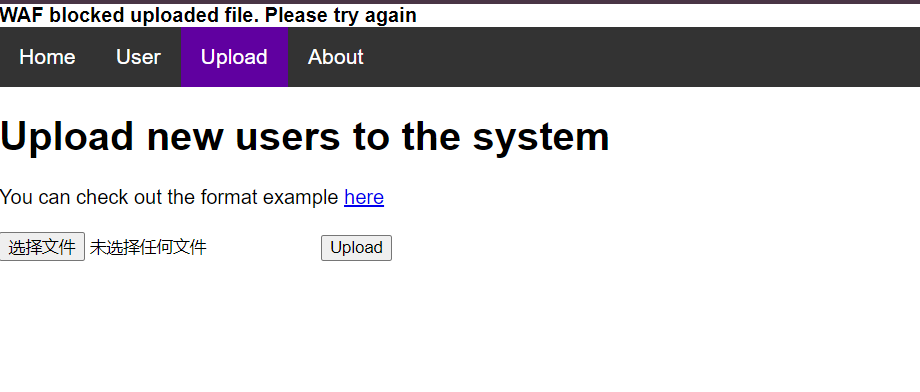 WAF blocked uploaded file. Please try again
Home User Upload About
Upload new users to the system
You can check out the format example here
选择文件 未选择任何文件 Upload